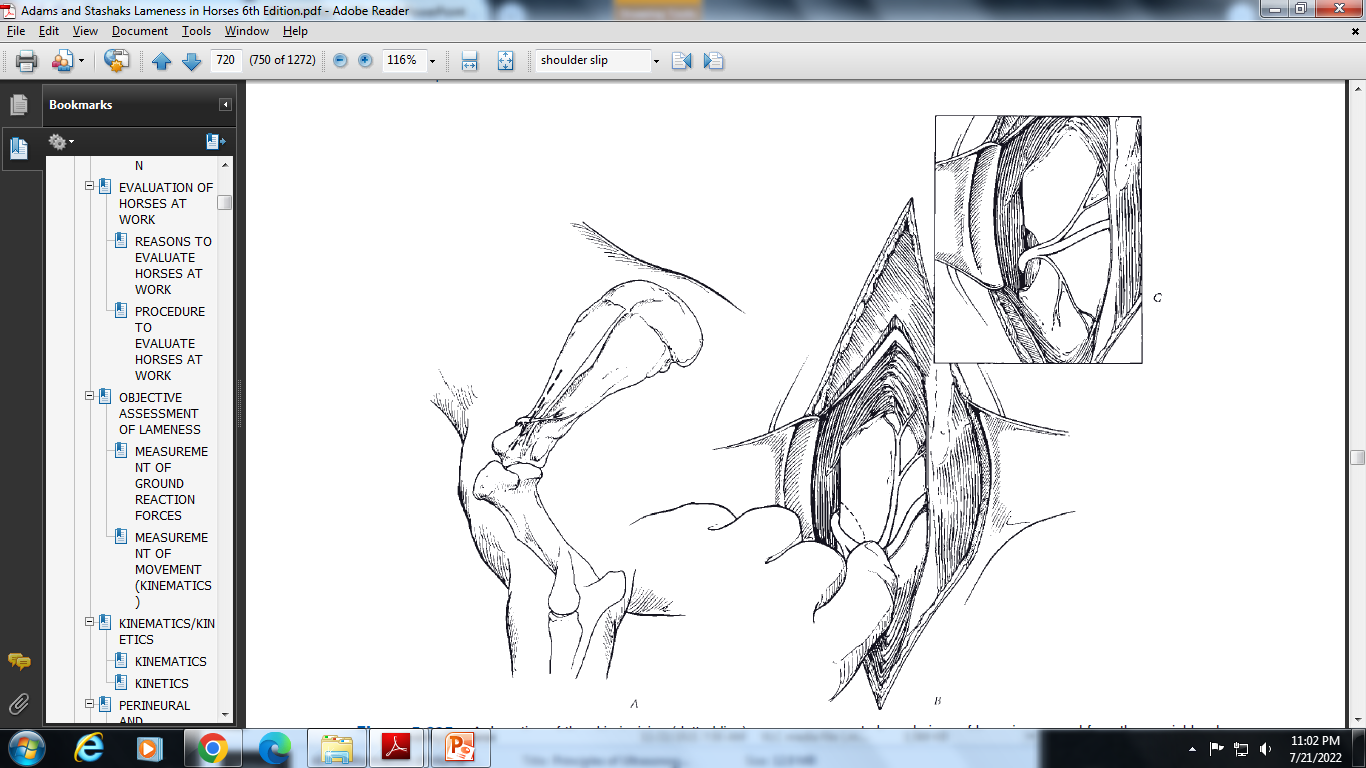 Adams and Stashaks Lameness in Horses 6th Edition.pdf - Adobe Reader
File Edit View Document Tools Window Help
720 (750 of 1272) 116% shoulder slip
Bookmarks
N
EVALUATION OF
HORSES AT
WORK
REASONS TO
EVALUATE
HORSES AT
WORK
PROCEDURE
TO
EVALUATE
HORSES AT
WORK
OBJECTIVE
ASSESSMENT
OF LAMENESS
MEASUREME
NT OF
GROUND
REACTION
FORCES
MEASUREME
NT OF
MOVEMENT
(KINEMATICS
)
KINEMATICS/KIN
ETICS
KINEMATICS
KINETICS
PERINEURAL
AND
C
A
B
11:02 PM
7/21/2022